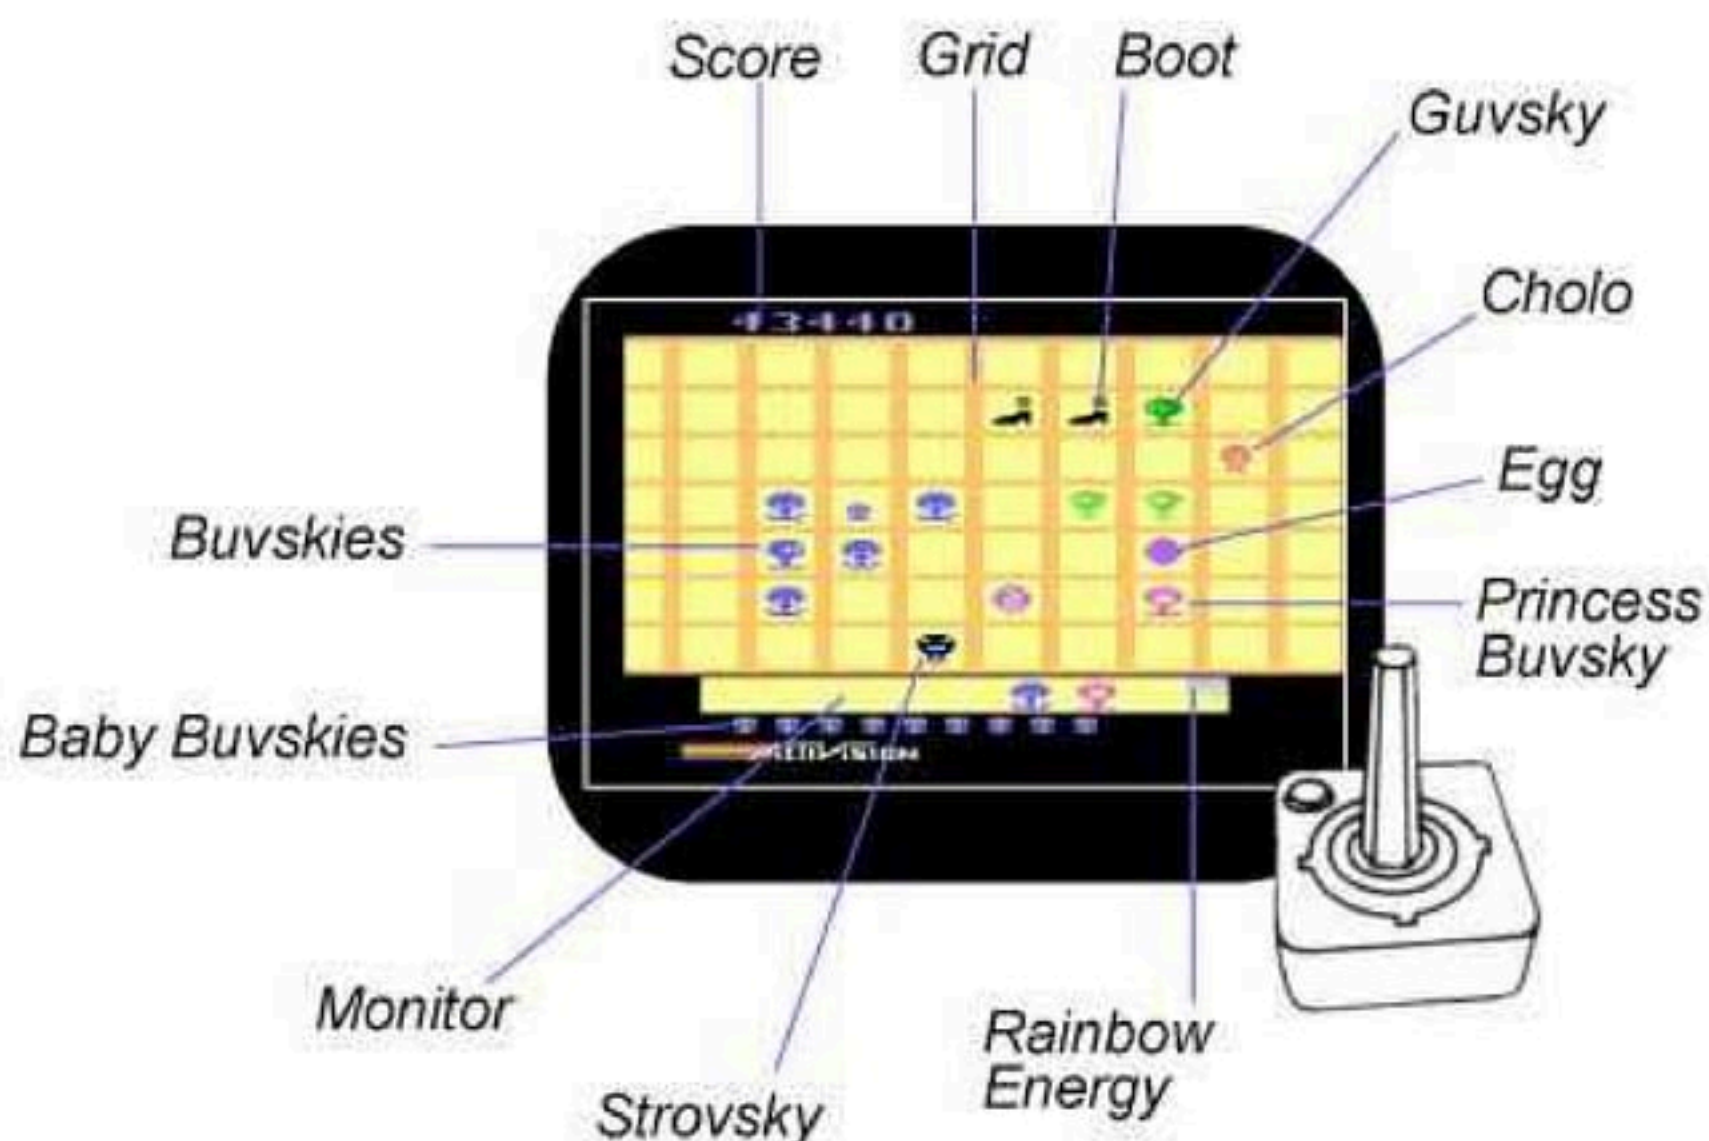 Score
Grid
Boot
Guvsky
43440
Cholo
Egg
Buvskies
Princess
Buvsky
Baby Buvskies
Monitor
Rainbow
Energy
Strovsky